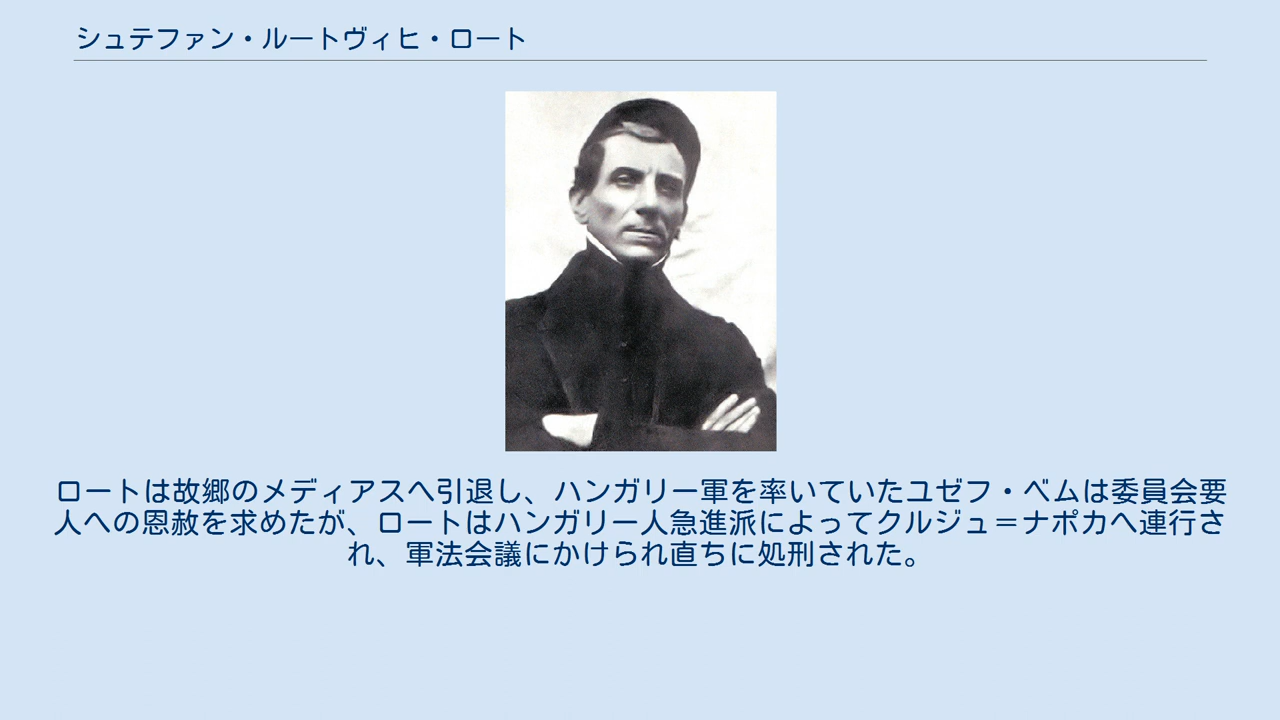 シュテファン・ルートヴィヒ・ロート
ロートは故郷のメディアスへ引退し、ハンガリー軍を率いていたユゼフ・ベムは委員会要
人への恩赦を求めたが、ロートはハンガリー人急進派によってクルジュ＝ナポカへ連行さ
れ、軍法会議にかけられ直ちに処刑された。